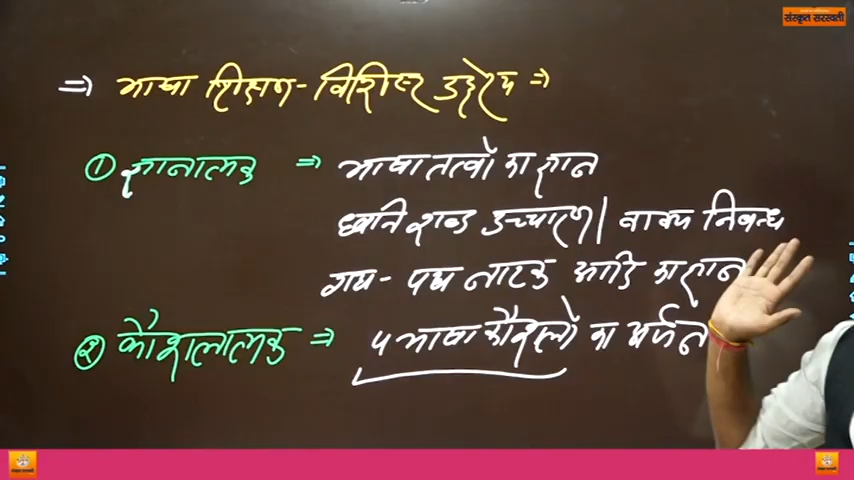 संस्कृत सरस्वती
⇒ भाषा शिक्षण - विशिष्ट उद्देश्य ⇒
① ज्ञानात्मक ⇒ भाषा तत्वों का ज्ञान
ध्वनि शब्द उच्चारण। वाक्य निबन्ध
गद्य - पद्य नाटक आदि का ज्ञान
② कौशलात्मक ⇒ ५ भाषा कौशलों का अर्जन